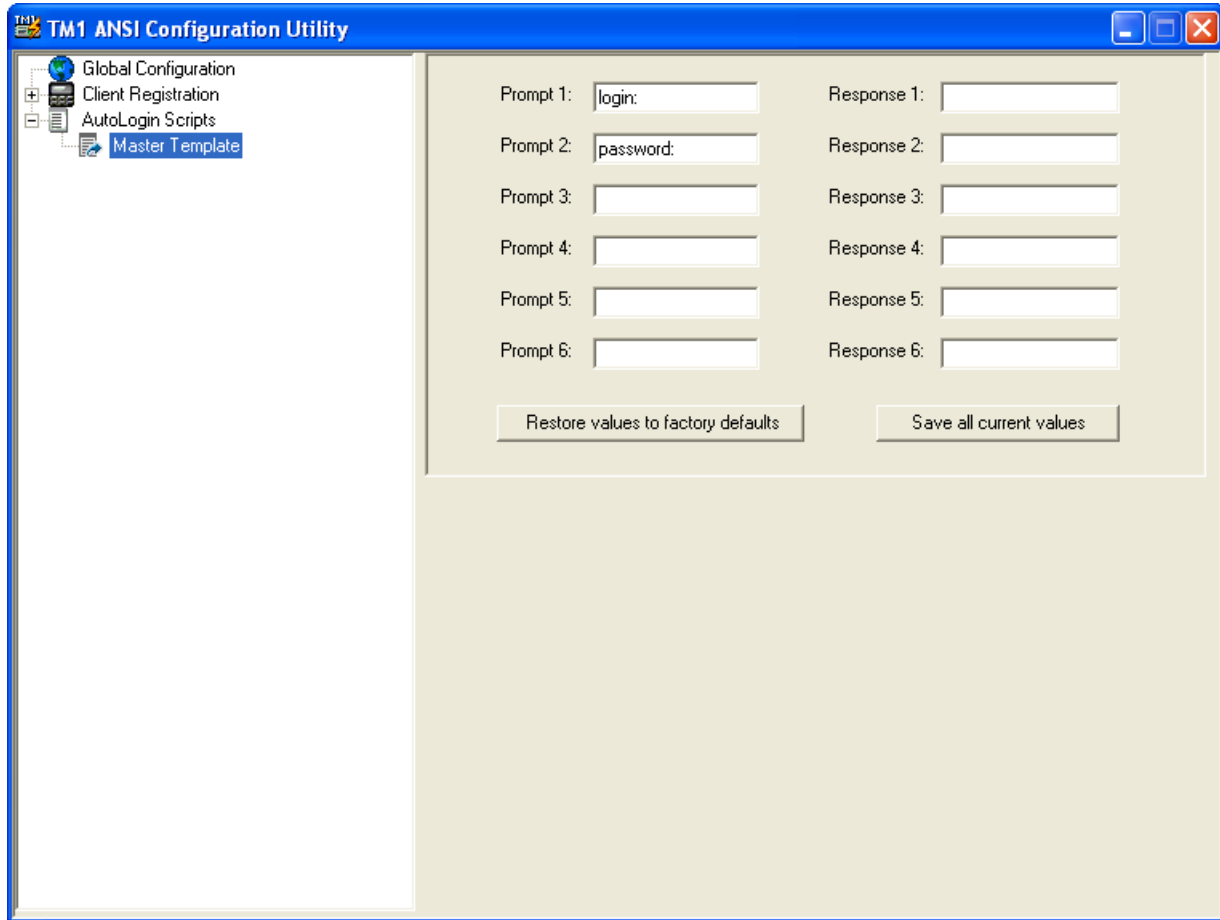 TM1 ANSI Configuration Utility
Global Configuration
Client Registration
AutoLogin Scripts
Master Template
Prompt 1: login: Response 1:
Prompt 2: password: Response 2:
Prompt 3: Response 3:
Prompt 4: Response 4:
Prompt 5: Response 5:
Prompt 6: Response 6:
Restore values to factory defaults Save all current values